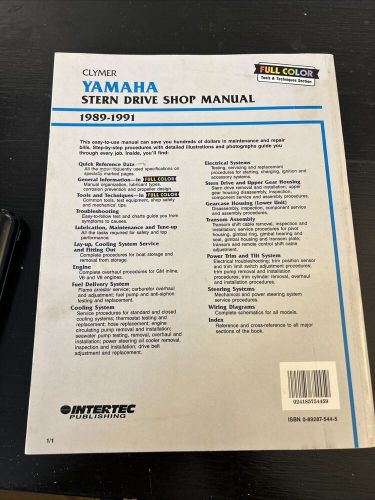 CLYMER
YAMAHA
STERN DRIVE SHOP MANUAL
1989-1991
FULL COLOR
Tools & Techniques Section
This easy-to-use manual can save you hundreds of dollars in maintenance and repair
bills. Step-by-step procedures with detailed illustrations and photographs guide you
through every job. Inside, you'll find:
Quick Reference Data
All the most frequently used specifications on
specially marked pages.
General Information—in FULL COLOR
Manual organization, lubricant types,
corrosion prevention and propeller design.
Tools and Techniques—in FULL COLOR
Common tools, test equipment, shop safety
and mechanics' tips.
Troubleshooting
Easy-to-follow text and charts guide you from
symptoms to causes.
Lubrication, Maintenance and Tune-up
All the tasks required for safety and top
performance.
Lay-up, Cooling System Service
and Fitting Out
Complete procedures for boat storage and
removal from storage.
Engine
Complete overhaul procedures for GM inline,
V6 and V8 engines.
Fuel Delivery System
Flame arrestor service; carburetor overhaul
and adjustment; fuel pump and anti-siphon
testing and replacement.
Cooling System
Service procedures for standard and closed
cooling systems; thermostat testing and
replacement; hose replacement; engine
circulating pump removal and installation;
seawater pump testing, removal, overhaul and
installation; power steering oil cooler removal,
inspection and installation; drive belt
adjustment and replacement.
Electrical Systems
Testing, servicing and replacement
procedures for starting, charging, ignition and
accessory systems.
Stern Drive and Upper Gear Housing
Stern drive removal and installation; upper
gear housing disassembly, inspection,
component service and assembly procedures.
Gearcase Housing (Lower Unit)
Disassembly, inspection, component service
and assembly procedures.
Transom Assembly
Transom shift cable removal, inspection and
installation; service procedures for pivot
housing, gimbal ring, gimbal bearing and
seal, gimbal housing and transom plate;
transom and remote control shift cable
adjustment.
Power Trim and Tilt System
Electrical troubleshooting; trim position sensor
and trim limit switch adjustment procedures;
trim pump removal and installation
procedures; trim cylinder removal, overhaul
and installation procedures.
Steering Systems
Mechanical and power steering system
service procedures.
Wiring Diagrams
Complete schematics for all models.
Index
Reference and cross-reference to all major
sections of the book.
INTERTEC
PUBLISHING
024185754459
ISBN 0-89287-544-5
1/1